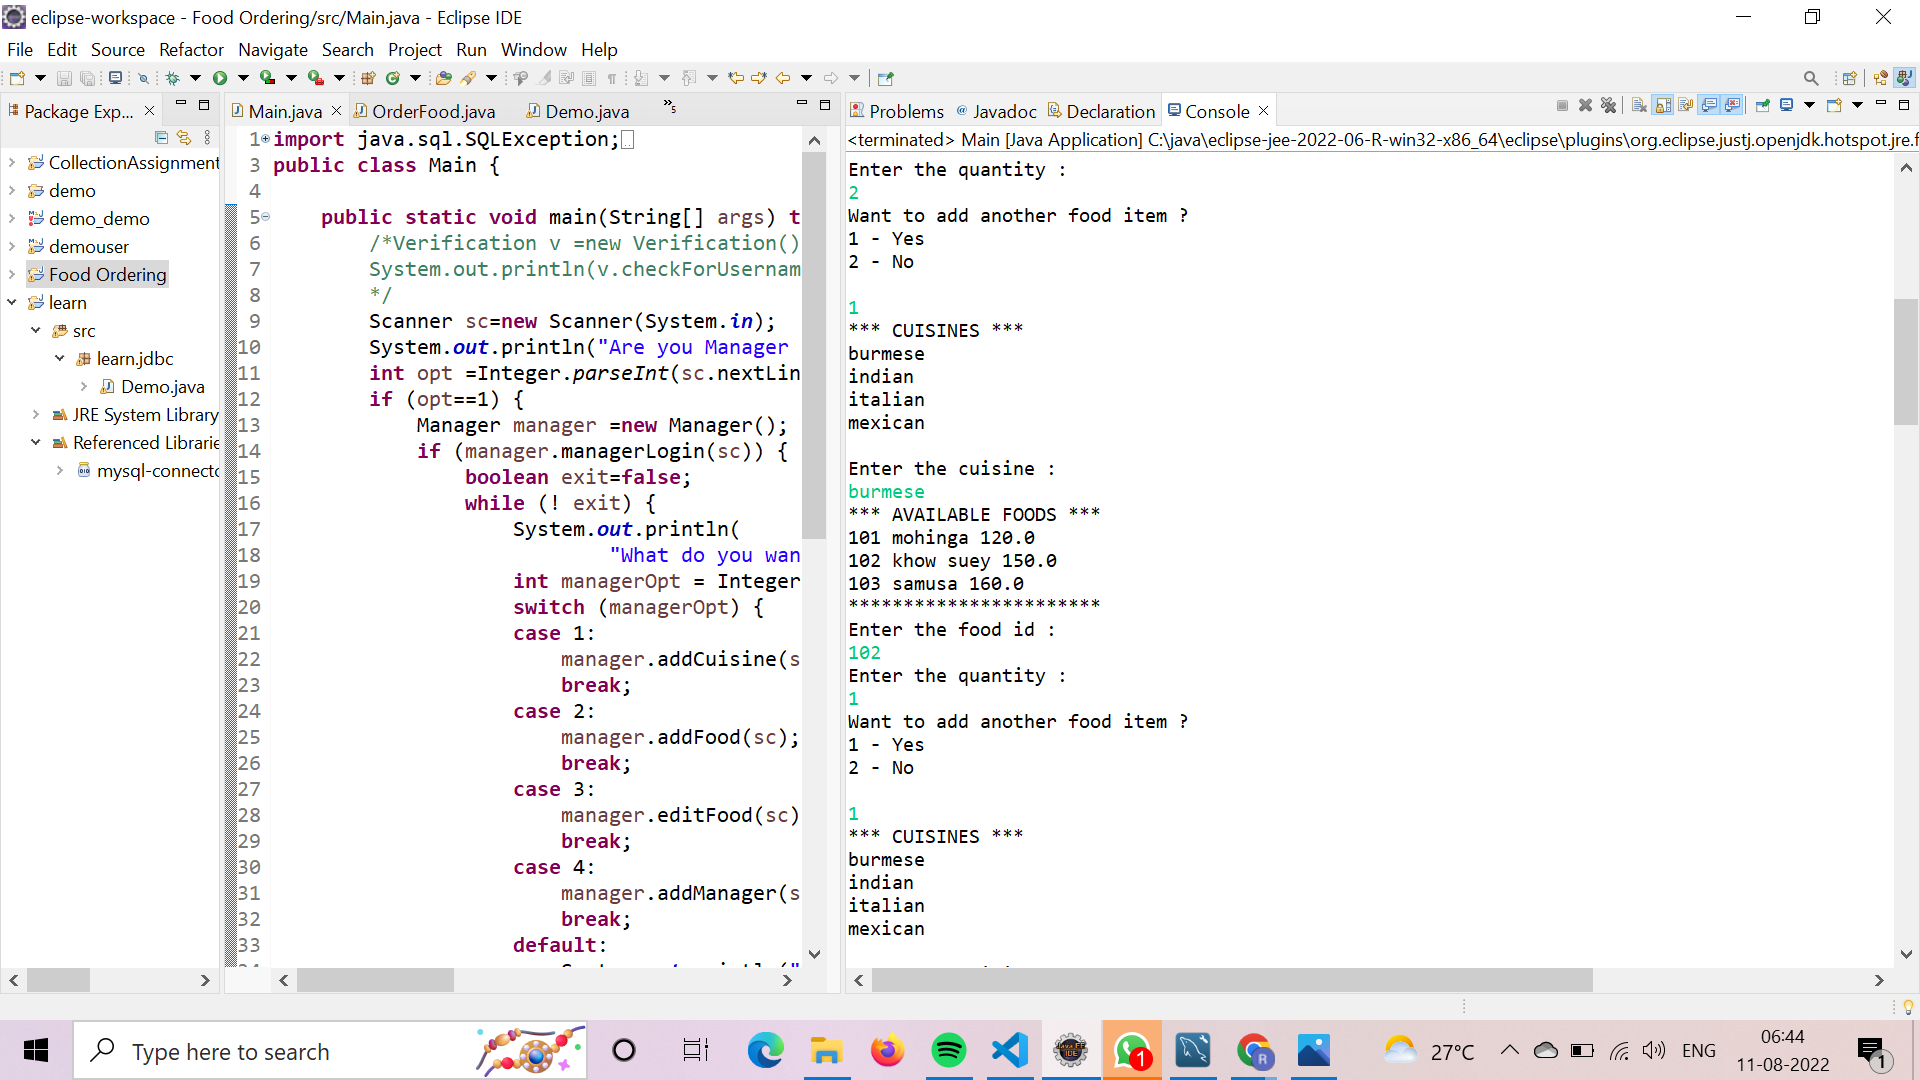 eclipse-workspace - Food Ordering/src/Main.java - Eclipse IDE
File Edit Source Refactor Navigate Search Project Run Window Help
Package Exp...
CollectionAssignment
demo
demo_demo
demouser
Food Ordering
learn
src
learn.jdbc
Demo.java
JRE System Library
Referenced Librarie
mysql-connecto
Main.java OrderFood.java Demo.java »5
1 import java.sql.SQLException;
3 public class Main {
4
5 public static void main(String[] args) t
6 /*Verification v =new Verification()
7 System.out.println(v.checkForUsernam
8 */
9 Scanner sc=new Scanner(System.in);
10 System.out.println("Are you Manager
11 int opt =Integer.parseInt(sc.nextLin
12 if (opt==1) {
13 Manager manager =new Manager();
14 if (manager.managerLogin(sc)) {
15 boolean exit=false;
16 while (! exit) {
17 System.out.println(
18 "What do you wan
19 int managerOpt = Integer
20 switch (managerOpt) {
21 case 1:
22 manager.addCuisine(s
23 break;
24 case 2:
25 manager.addFood(sc);
26 break;
27 case 3:
28 manager.editFood(sc)
29 break;
30 case 4:
31 manager.addManager(s
32 break;
33 default:
Problems Javadoc Declaration Console
<terminated> Main [Java Application] C:\java\eclipse-jee-2022-06-R-win32-x86_64\eclipse\plugins\org.eclipse.justj.openjdk.hotspot.jre.f
Enter the quantity :
2
Want to add another food item ?
1 - Yes
2 - No
1
*** CUISINES ***
burmese
indian
italian
mexican
Enter the cuisine :
burmese
*** AVAILABLE FOODS ***
101 mohinga 120.0
102 khow suey 150.0
103 samusa 160.0
***********************
Enter the food id :
102
Enter the quantity :
1
Want to add another food item ?
1 - Yes
2 - No
1
*** CUISINES ***
burmese
indian
italian
mexican
Type here to search
1
R
27°C
ENG
06:44
11-08-2022
1